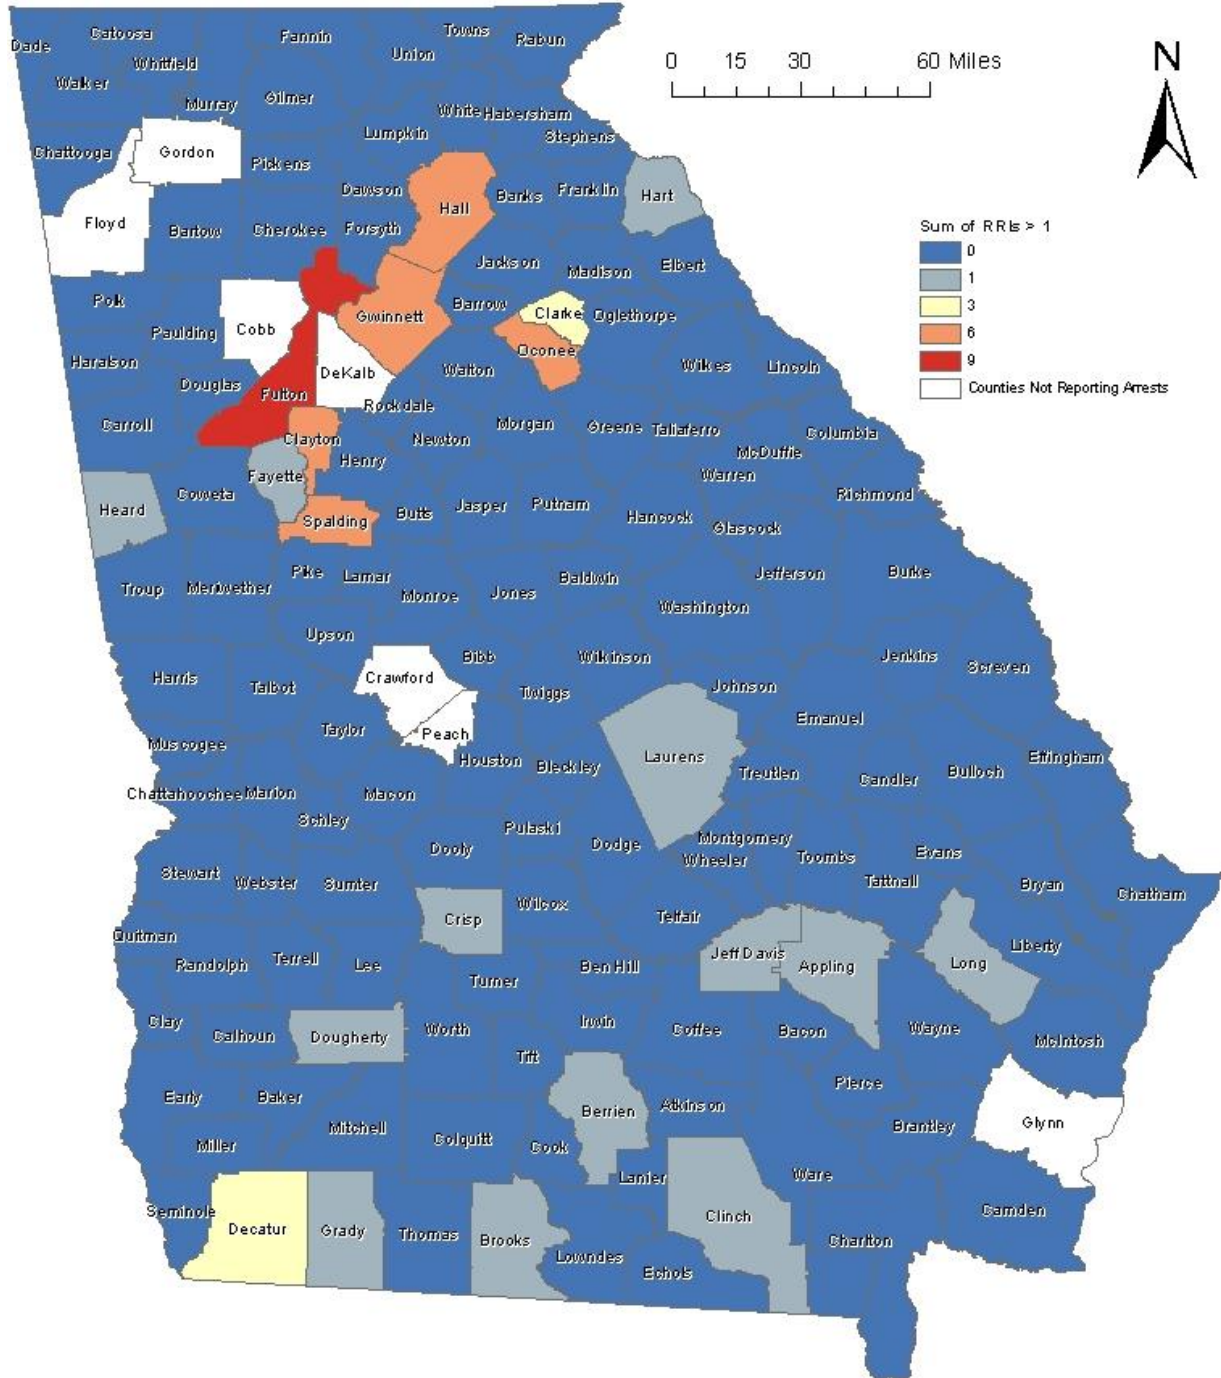 0 15 30 60 Miles
N
Sum of RRIs > 1
0
1
3
6
9
Counties Not Reporting Arrests
Dade
Catoosa
Whitfield
Walker
Murray
Fannin
Gilmer
Union
Towns
Rabun
White
Habersham
Stephens
Lumpkin
Chattooga
Gordon
Pickens
Dawson
Hall
Banks
Franklin
Hart
Floyd
Bartow
Cherokee
Forsyth
Jackson
Madison
Elbert
Polk
Paulding
Cobb
Gwinnett
Barrow
Clarke
Oglethorpe
Oconee
Haralson
Douglas
Fulton
DeKalb
Walton
Wilkes
Lincoln
Rockdale
Carroll
Clayton
Henry
Newton
Morgan
Greene
Taliaferro
Columbia
McDuffie
Warren
Heard
Coweta
Fayette
Spalding
Butts
Jasper
Putnam
Hancock
Glascock
Richmond
Troup
Meriwether
Pike
Lamar
Monroe
Jones
Baldwin
Washington
Jefferson
Burke
Upson
Harris
Talbot
Crawford
Bibb
Wilkinson
Twiggs
Johnson
Jenkins
Screven
Muscogee
Taylor
Peach
Houston
Bleckley
Laurens
Emanuel
Treutlen
Candler
Bulloch
Effingham
Chattahoochee
Marion
Macon
Schley
Dooly
Pulaski
Dodge
Montgomery
Wheeler
Toombs
Evans
Tattnall
Bryan
Chatham
Stewart
Webster
Sumter
Crisp
Wilcox
Telfair
Jeff Davis
Appling
Long
Liberty
Quitman
Randolph
Terrell
Lee
Turner
Ben Hill
Clay
Calhoun
Dougherty
Worth
Irwin
Coffee
Bacon
Wayne
McIntosh
Tift
Early
Baker
Mitchell
Colquitt
Berrien
Atkinson
Pierce
Brantley
Glynn
Miller
Cook
Lanier
Ware
Seminole
Decatur
Grady
Thomas
Brooks
Lowndes
Echols
Clinch
Charlton
Camden